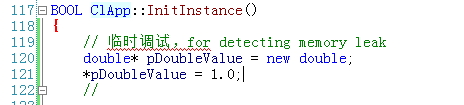 117 BOOL ClApp::InitInstance()
118 {
119 // 临时调试，for detecting memory leak
120 double* pDoubleValue = new double;
121 *pDoubleValue = 1.0;
122 //